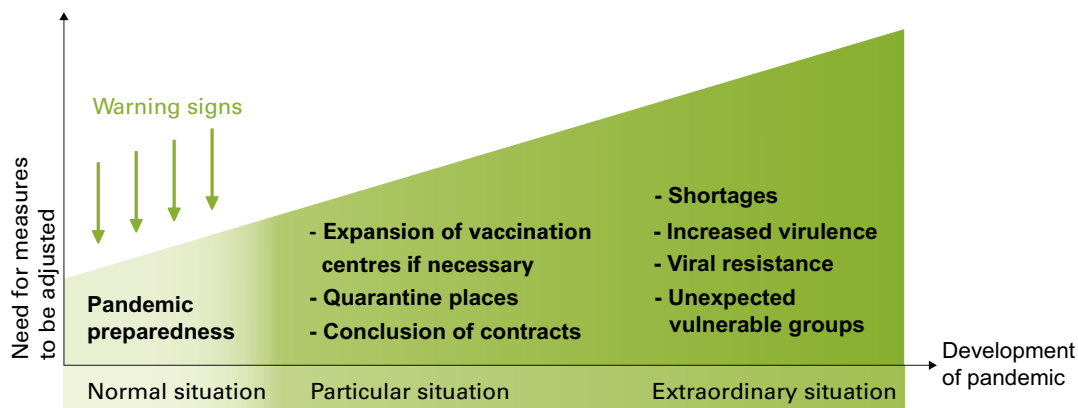 Need for measures
to be adjusted
Warning signs
Pandemic
preparedness
- Expansion of vaccination
centres if necessary
- Quarantine places
- Conclusion of contracts
- Shortages
- Increased virulence
- Viral resistance
- Unexpected
vulnerable groups
Development
of pandemic
Normal situation
Particular situation
Extraordinary situation